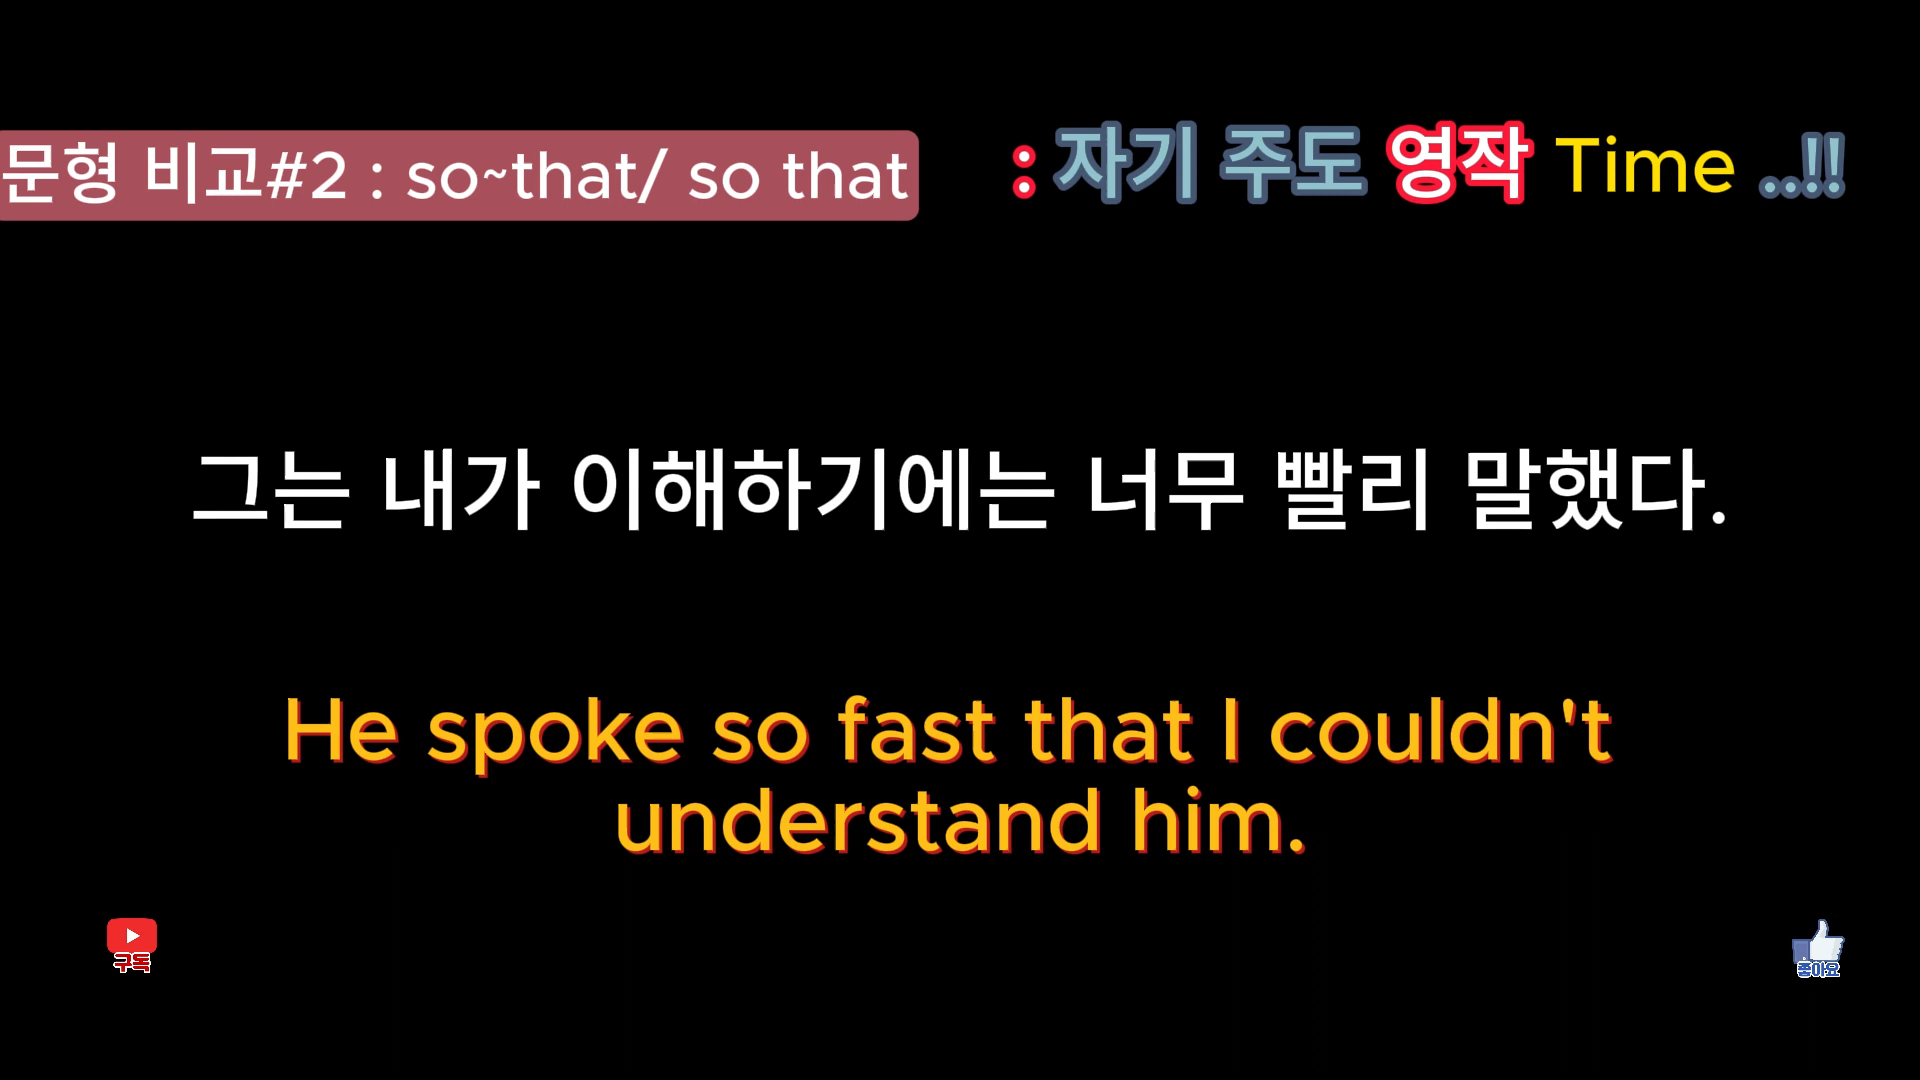 문형 비교#2 : so~that/ so that
: 자기 주도 영작 Time ..!!
그는 내가 이해하기에는 너무 빨리 말했다.
He spoke so fast that I couldn't
understand him.
구독
좋아요